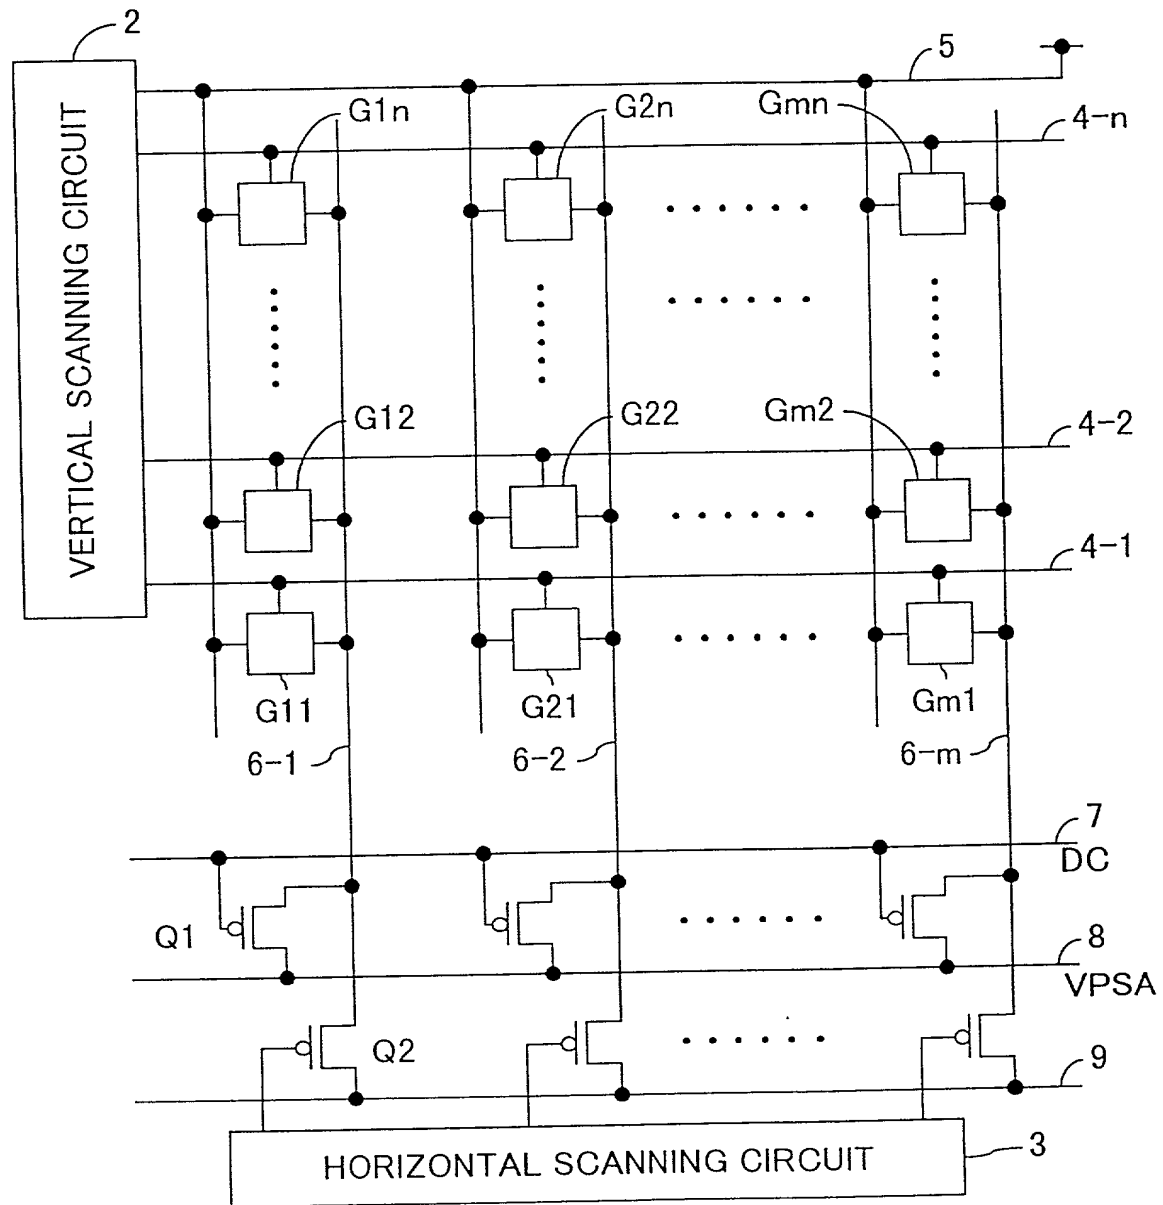 2
5
G1n
G2n
Gmn
4-n
VERTICAL SCANNING CIRCUIT
G12
G22
Gm2
4-2
4-1
G11
G21
Gm1
6-1
6-2
6-m
7
DC
Q1
8
VPSA
Q2
9
HORIZONTAL SCANNING CIRCUIT
3